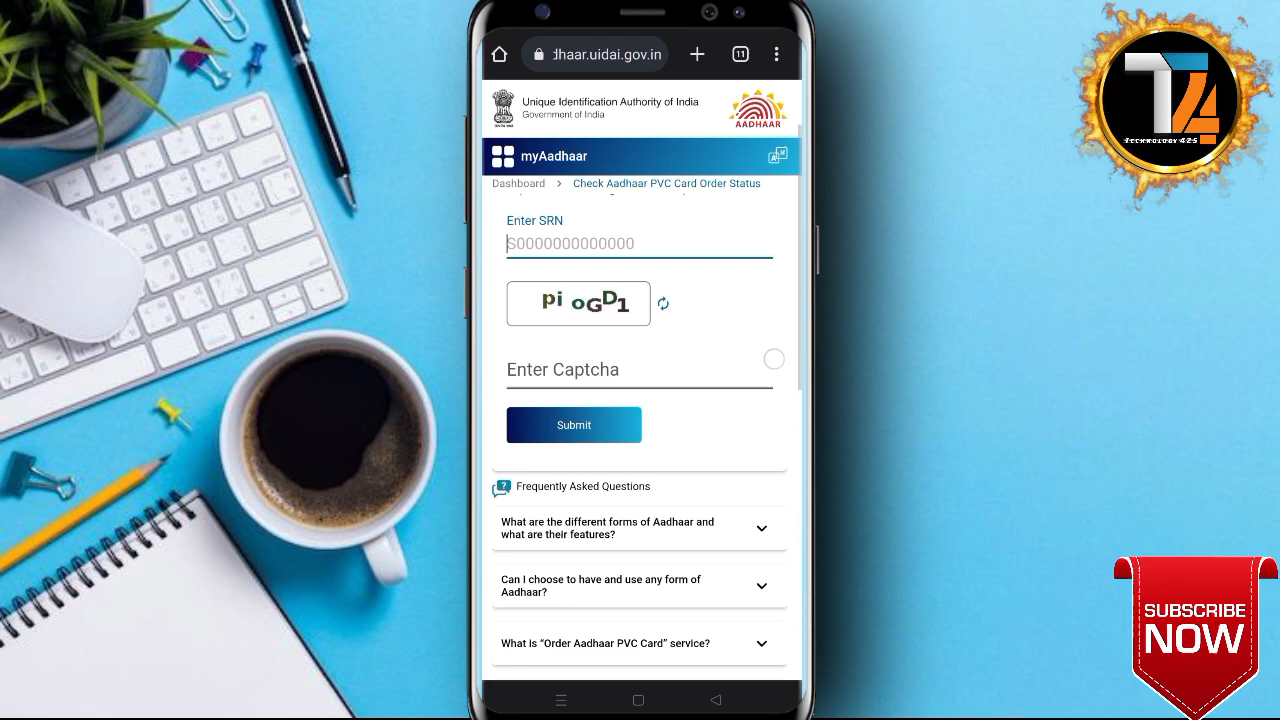 dhaar.uidai.gov.in
11
Unique Identification Authority of India
Government of India
AADHAAR
myAadhaar
Dashboard > Check Aadhaar PVC Card Order Status
Enter SRN
S0000000000000
pi oGD1
Enter Captcha
Submit
Frequently Asked Questions
What are the different forms of Aadhaar and
what are their features?
Can I choose to have and use any form of
Aadhaar?
What is “Order Aadhaar PVC Card” service?
T4
TECHNOLOGY 425
SUBSCRIBE
NOW